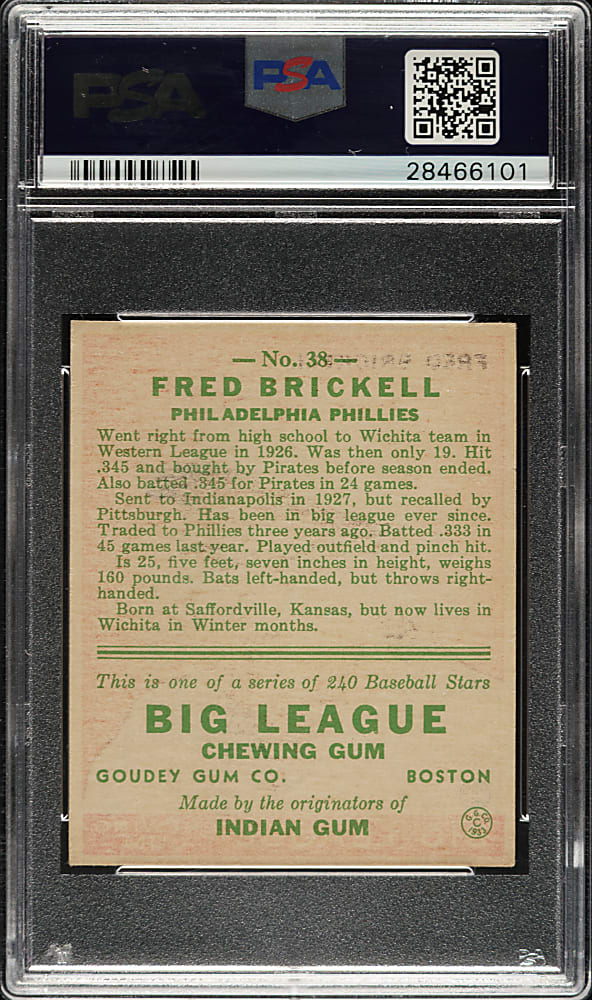 PSA
PSA
28466101
— No. 38 —
FRED BRICKELL
PHILADELPHIA PHILLIES
Went right from high school to Wichita team in
Western League in 1926. Was then only 19. Hit
.345 and bought by Pirates before season ended.
Also batted .345 for Pirates in 24 games.
Sent to Indianapolis in 1927, but recalled by
Pittsburgh. Has been in big league ever since.
Traded to Phillies three years ago. Batted .333 in
45 games last year. Played outfield and pinch hit.
Is 25, five feet, seven inches in height, weighs
160 pounds. Bats left-handed, but throws right-
handed.
Born at Saffordville, Kansas, but now lives in
Wichita in Winter months.
This is one of a series of 240 Baseball Stars
BIG LEAGUE
CHEWING GUM
GOUDEY GUM CO. BOSTON
Made by the originators of
INDIAN GUM
G. G. CO.
C
1933